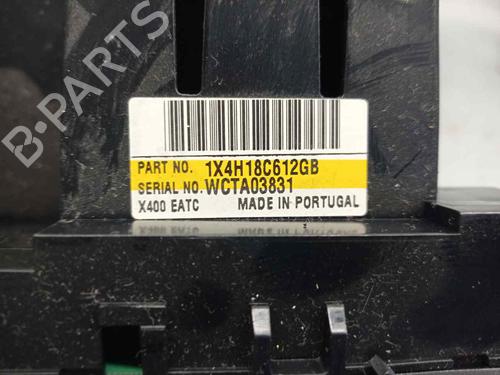 B-PARTS
PART NO. 1X4H18C612GB
SERIAL NO. WCTA03831
X400 EATC MADE IN PORTUGAL